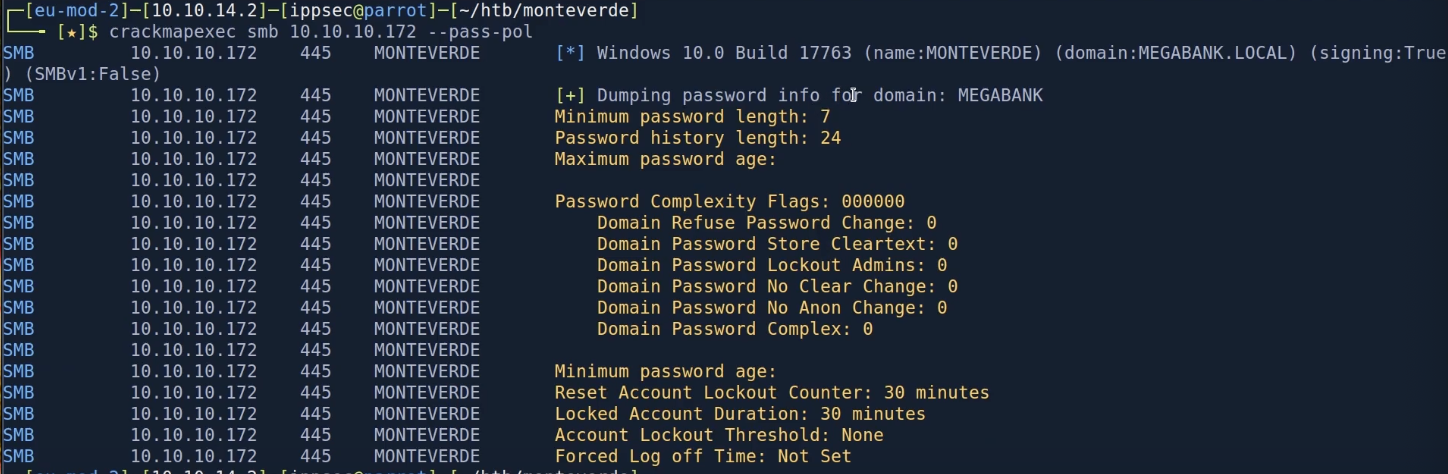 ┌─[eu-mod-2]─[10.10.14.2]─[ippsec@parrot]─[~/htb/monteverde]
└──╼ [★]$ crackmapexec smb 10.10.10.172 --pass-pol
SMB 10.10.10.172 445 MONTEVERDE [*] Windows 10.0 Build 17763 (name:MONTEVERDE) (domain:MEGABANK.LOCAL) (signing:True
) (SMBv1:False)
SMB 10.10.10.172 445 MONTEVERDE [+] Dumping password info for domain: MEGABANK
SMB 10.10.10.172 445 MONTEVERDE Minimum password length: 7
SMB 10.10.10.172 445 MONTEVERDE Password history length: 24
SMB 10.10.10.172 445 MONTEVERDE Maximum password age:
SMB 10.10.10.172 445 MONTEVERDE
SMB 10.10.10.172 445 MONTEVERDE Password Complexity Flags: 000000
SMB 10.10.10.172 445 MONTEVERDE Domain Refuse Password Change: 0
SMB 10.10.10.172 445 MONTEVERDE Domain Password Store Cleartext: 0
SMB 10.10.10.172 445 MONTEVERDE Domain Password Lockout Admins: 0
SMB 10.10.10.172 445 MONTEVERDE Domain Password No Clear Change: 0
SMB 10.10.10.172 445 MONTEVERDE Domain Password No Anon Change: 0
SMB 10.10.10.172 445 MONTEVERDE Domain Password Complex: 0
SMB 10.10.10.172 445 MONTEVERDE
SMB 10.10.10.172 445 MONTEVERDE Minimum password age:
SMB 10.10.10.172 445 MONTEVERDE Reset Account Lockout Counter: 30 minutes
SMB 10.10.10.172 445 MONTEVERDE Locked Account Duration: 30 minutes
SMB 10.10.10.172 445 MONTEVERDE Account Lockout Threshold: None
SMB 10.10.10.172 445 MONTEVERDE Forced Log off Time: Not Set
[eu-mod-2]─[10.10.14.2]─[ippsec@parrot]─[~/htb/monteverde]